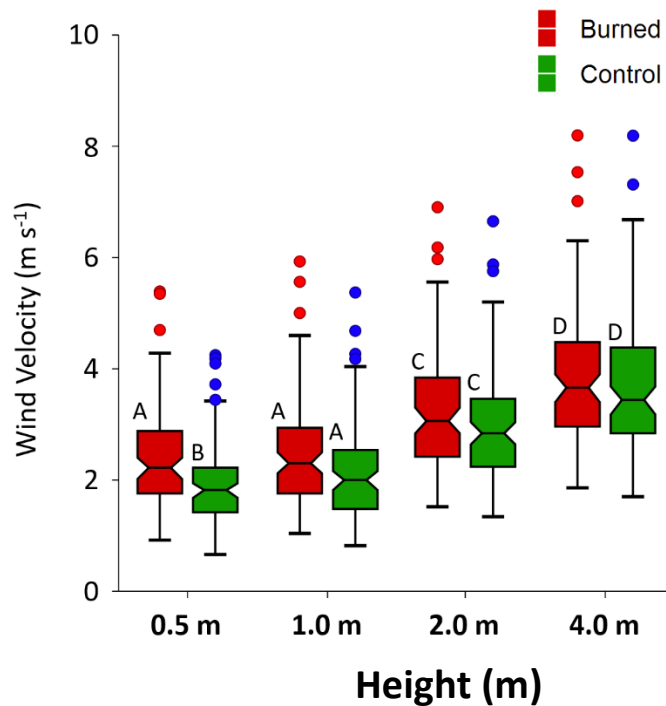 Burned
Control
Wind Velocity (m s-1)
10
8
6
4
2
0
A
B
A
A
C
C
D
D
0.5 m
1.0 m
2.0 m
4.0 m
Height (m)